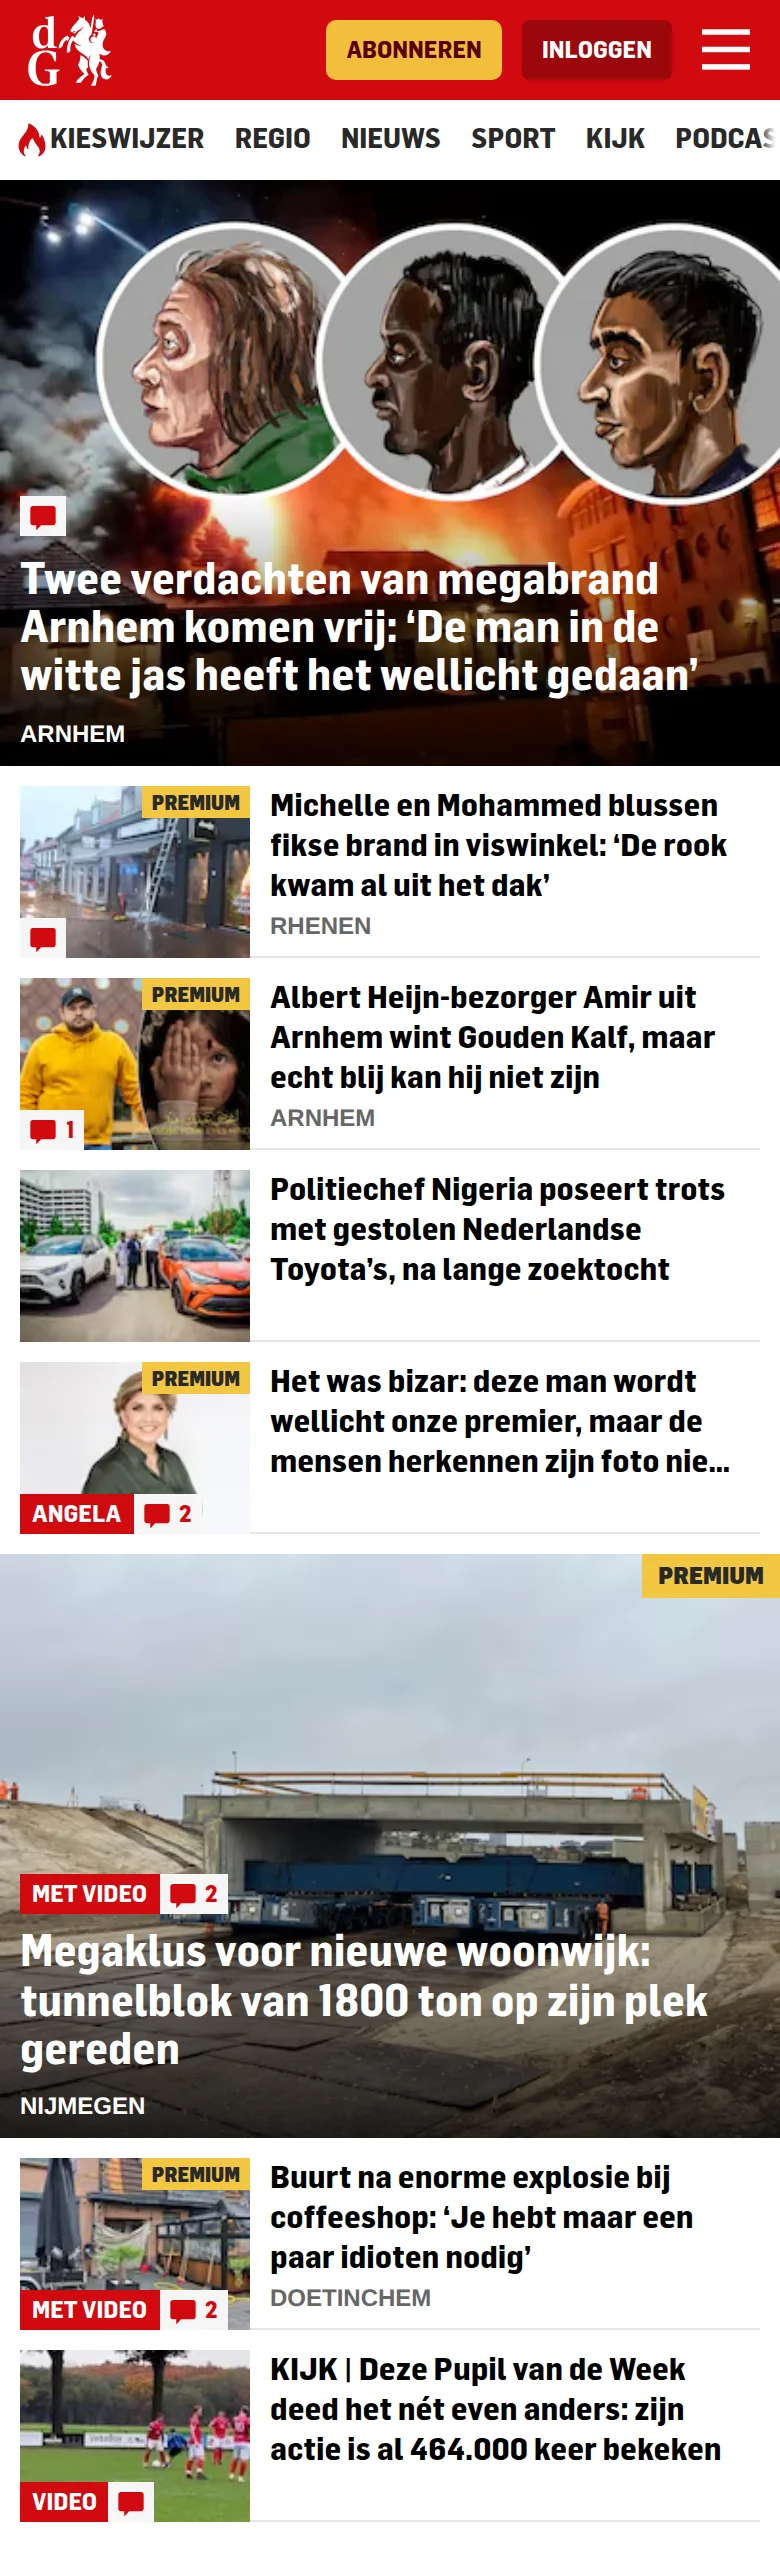 dG
ABONNEREN
INLOGGEN
KIESWIJZER REGIO NIEUWS SPORT KIJK PODCAS
Twee verdachten van megabrand
Arnhem komen vrij: ‘De man in de
witte jas heeft het wellicht gedaan’
ARNHEM
PREMIUM
Michelle en Mohammed blussen
fikse brand in viswinkel: ‘De rook
kwam al uit het dak’
RHENEN
PREMIUM
1
Albert Heijn-bezorger Amir uit
Arnhem wint Gouden Kalf, maar
echt blij kan hij niet zijn
ARNHEM
Politiechef Nigeria poseert trots
met gestolen Nederlandse
Toyota’s, na lange zoektocht
PREMIUM
ANGELA 2
Het was bizar: deze man wordt
wellicht onze premier, maar de
mensen herkennen zijn foto nie...
PREMIUM
MET VIDEO 2
Megaklus voor nieuwe woonwijk:
tunnelblok van 1800 ton op zijn plek
gereden
NIJMEGEN
PREMIUM
MET VIDEO 2
Buurt na enorme explosie bij
coffeeshop: ‘Je hebt maar een
paar idioten nodig’
DOETINCHEM
VIDEO
KIJK | Deze Pupil van de Week
deed het nét even anders: zijn
actie is al 464.000 keer bekeken